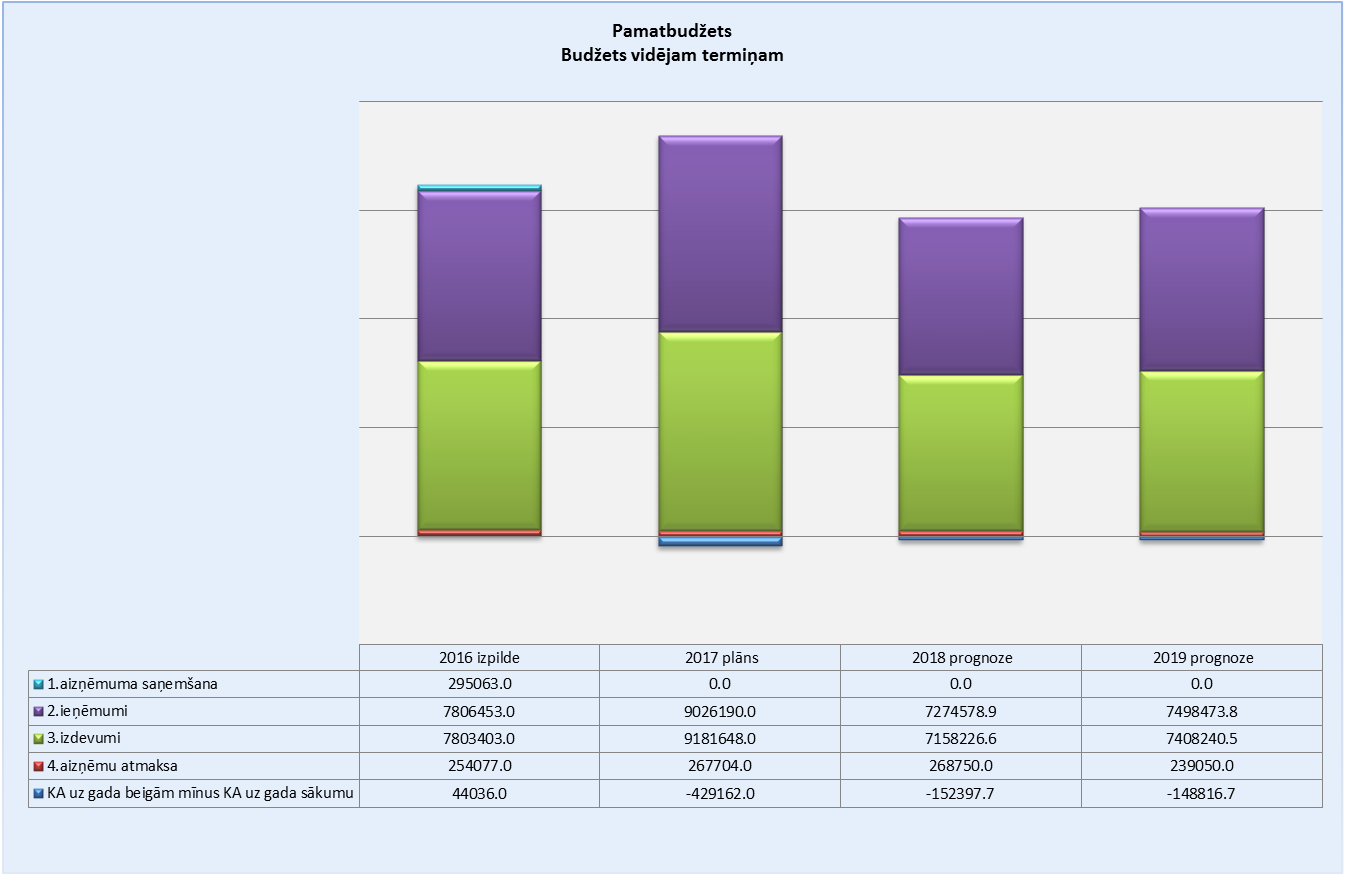 Pamatbudžets
Budžets vidējam termiņam
2016 izpilde 2017 plāns 2018 prognoze 2019 prognoze
1.aizņēmuma saņemšana 295063.0 0.0 0.0 0.0
2.ieņēmumi 7806453.0 9026190.0 7274578.9 7498473.8
3.izdevumi 7803403.0 9181648.0 7158226.6 7408240.5
4.aizņēmu atmaksa 254077.0 267704.0 268750.0 239050.0
KA uz gada beigām mīnus KA uz gada sākumu 44036.0 -429162.0 -152397.7 -148816.7